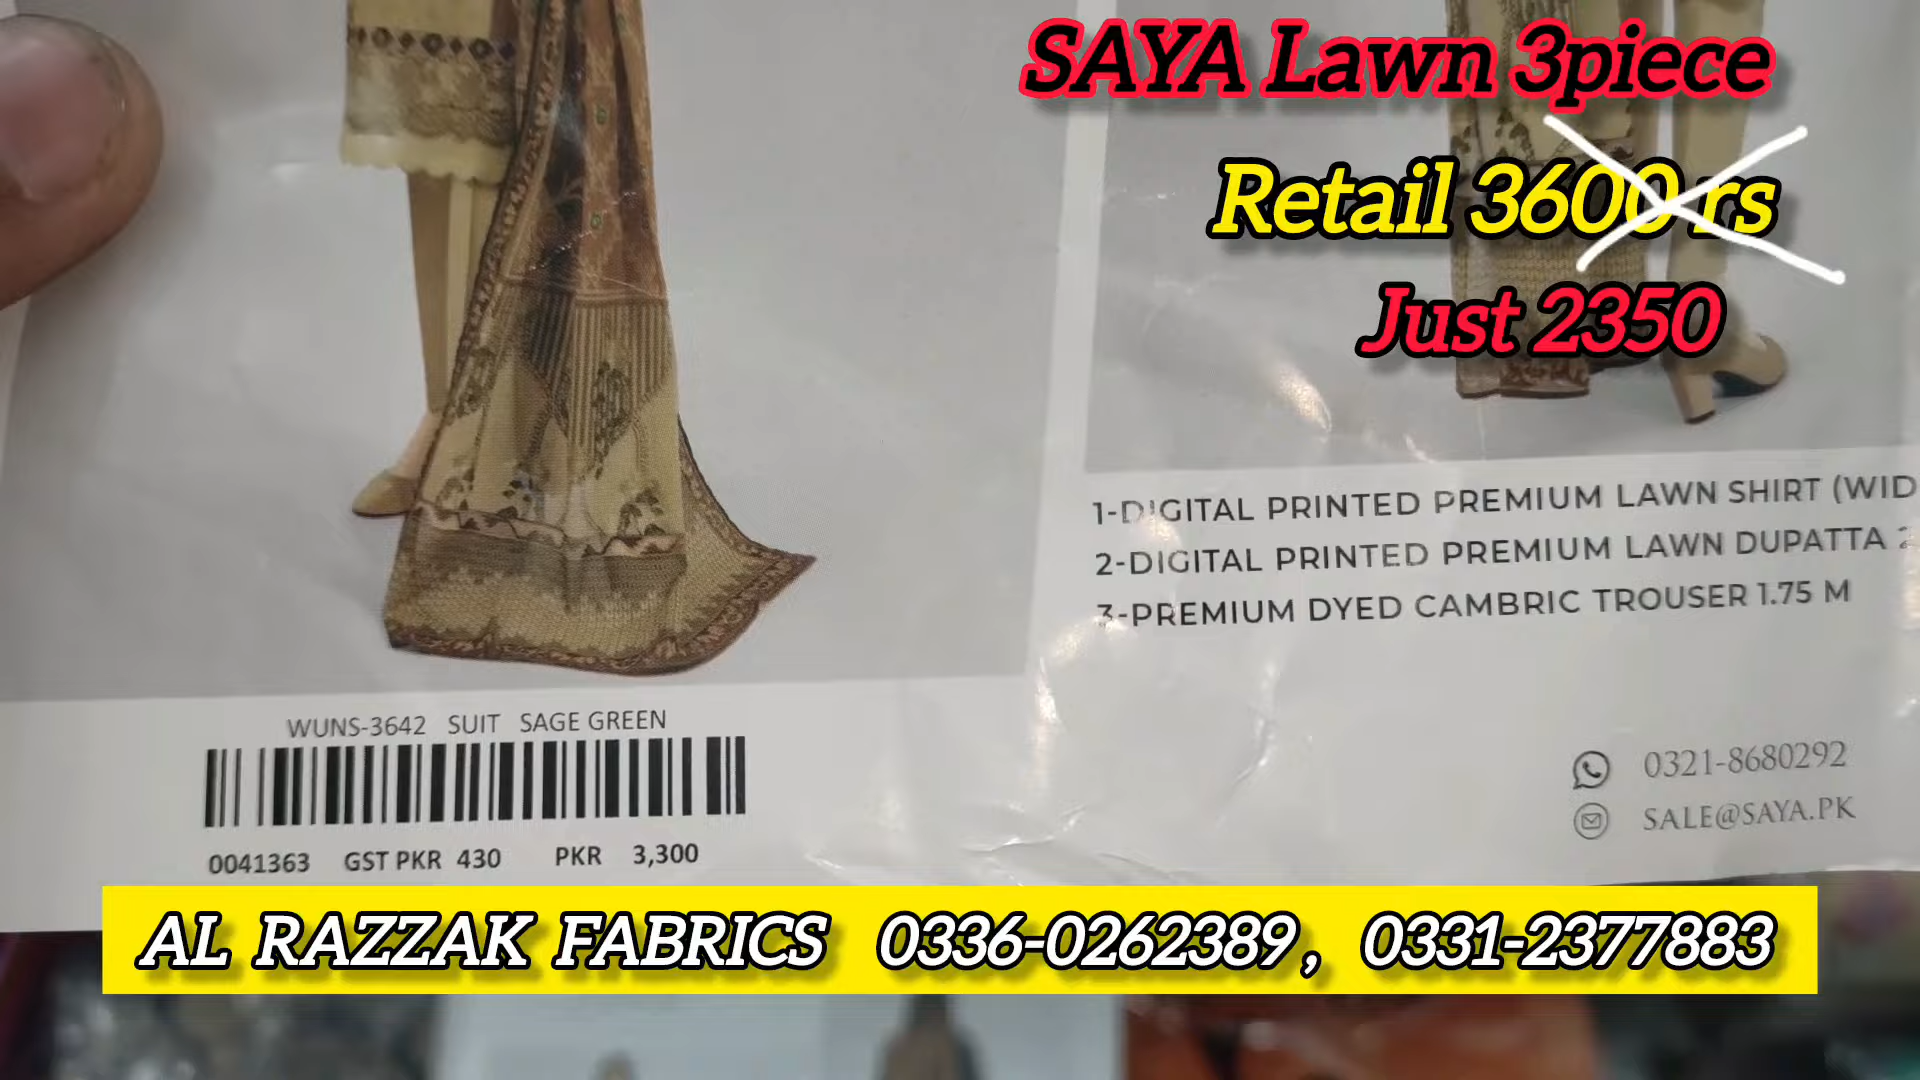 SAYA Lawn 3piece
Retail 3600 rs
Just 2350
1-DIGITAL PRINTED PREMIUM LAWN SHIRT (WID
2-DIGITAL PRINTED PREMIUM LAWN DUPATTA 2
3-PREMIUM DYED CAMBRIC TROUSER 1.75 M
WUNS-3642 SUIT SAGE GREEN
0041363 GST PKR 430 PKR 3,300
0321-8680292
SALE@SAYA.PK
AL RAZZAK FABRICS 0336-0262389, 0331-2377883